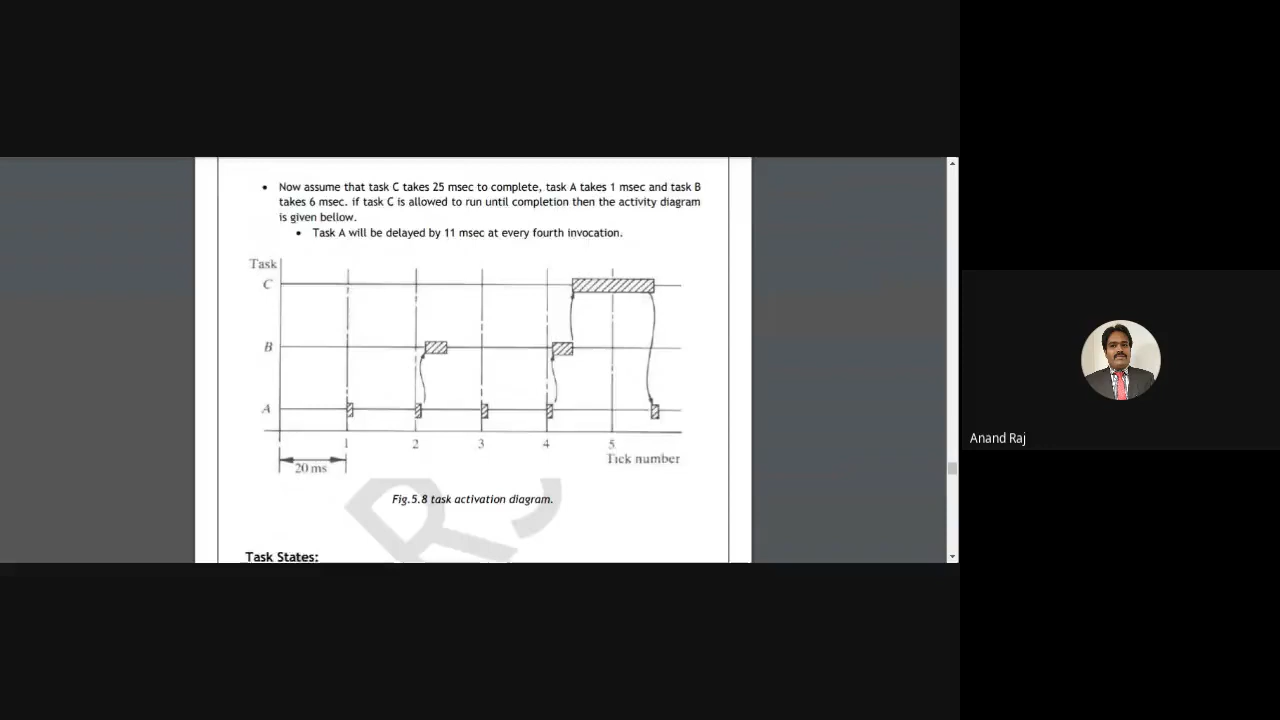 • Now assume that task C takes 25 msec to complete, task A takes 1 msec and task B
takes 6 msec. if task C is allowed to run until completion then the activity diagram
is given bellow.
• Task A will be delayed by 11 msec at every fourth invocation.
Task
C
B
A
1 2 3 4 5
20 ms
Tick number
Fig.5.8 task activation diagram.
Task States:
Anand Raj